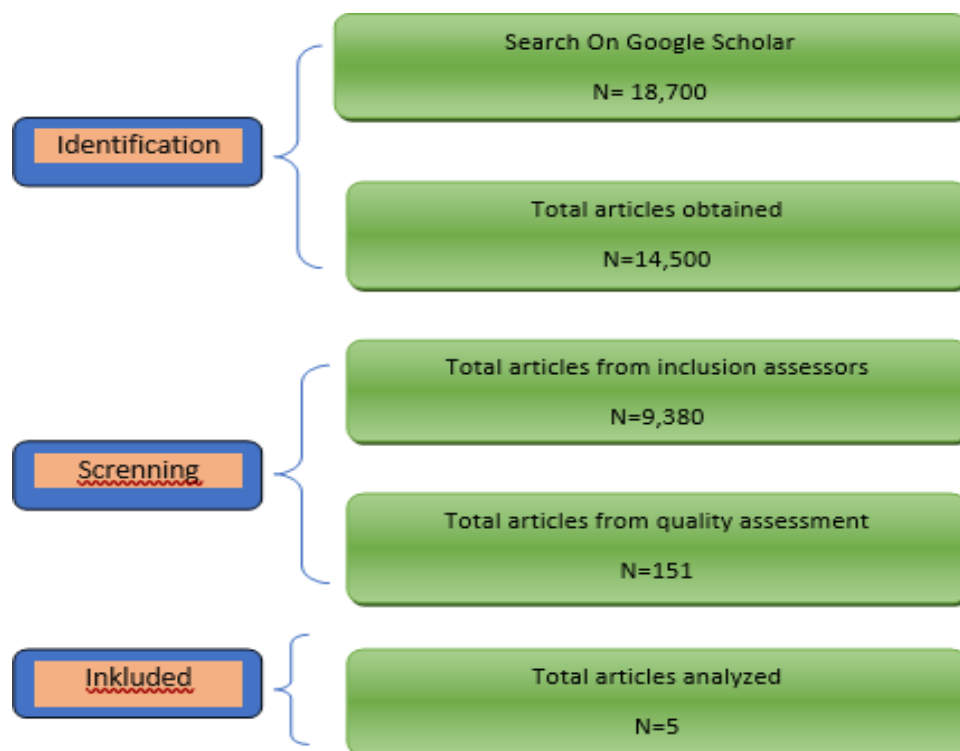 Search On Google Scholar
N= 18,700
Identification
Total articles obtained
N=14,500
Total articles from inclusion assessors
N=9,380
Screnning
Total articles from quality assessment
N=151
Inkluded
Total articles analyzed
N=5